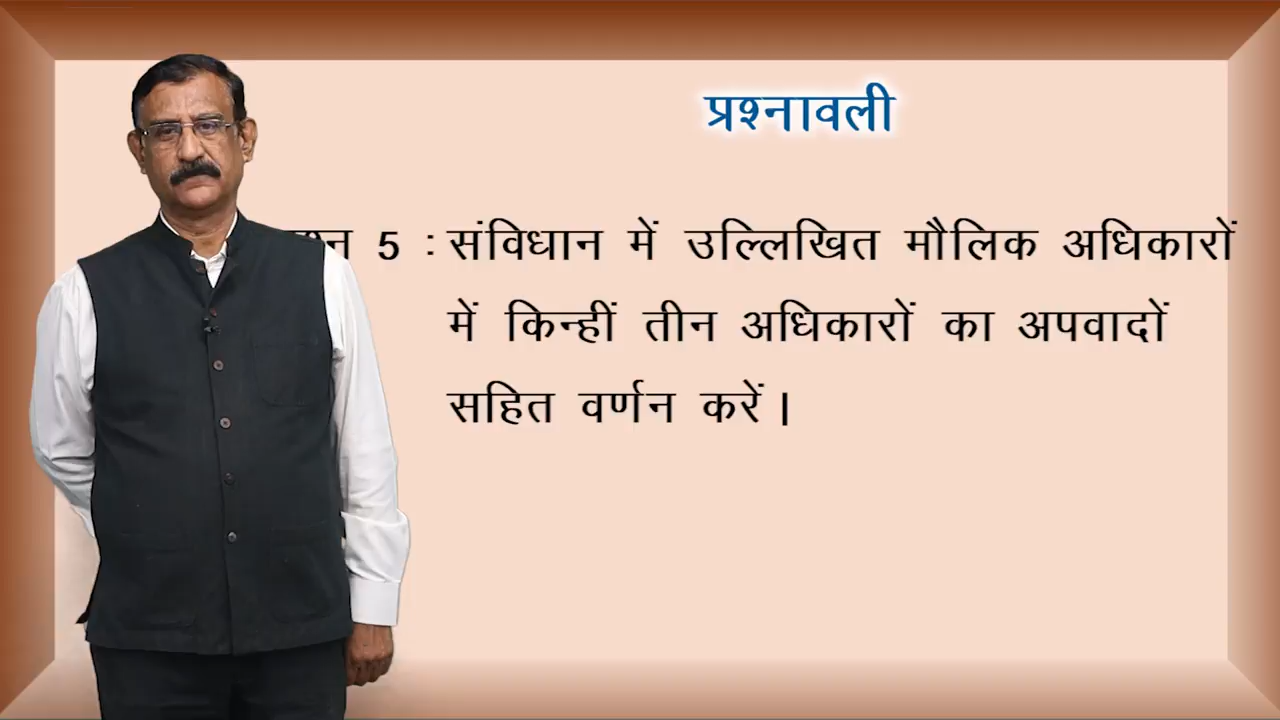 प्रश्नावली
5 : संविधान में उल्लिखित मौलिक अधिकारों
में किन्हीं तीन अधिकारों का अपवादों
सहित वर्णन करें।